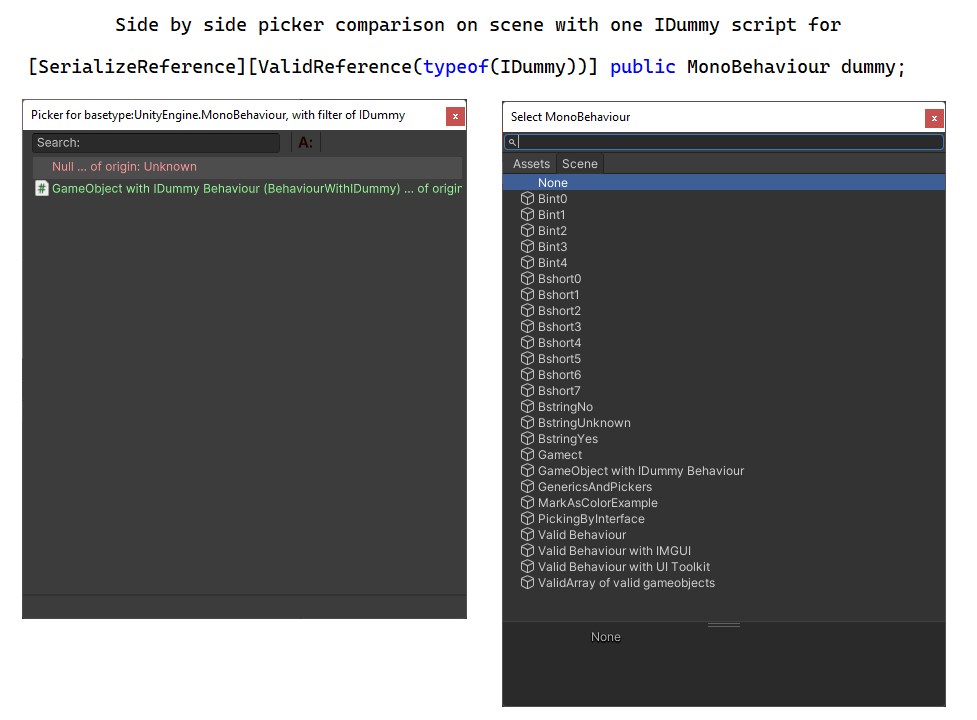 Side by side picker comparison on scene with one IDummy script for
[SerializeReference][ValidReference(typeof(IDummy))] public MonoBehaviour dummy;
Picker for basetype:UnityEngine.MonoBehaviour, with filter of IDummy
x
Search:
A:
Null ... of origin: Unknown
# GameObject with IDummy Behaviour (BehaviourWithIDummy) ... of origin
Select MonoBehaviour
x
Assets Scene
None
Bint0
Bint1
Bint2
Bint3
Bint4
Bshort0
Bshort1
Bshort2
Bshort3
Bshort4
Bshort5
Bshort6
Bshort7
BstringNo
BstringUnknown
BstringYes
Gamect
GameObject with IDummy Behaviour
GenericsAndPickers
MarkAsColorExample
PickingByInterface
Valid Behaviour
Valid Behaviour with IMGUI
Valid Behaviour with UI Toolkit
ValidArray of valid gameobjects
None